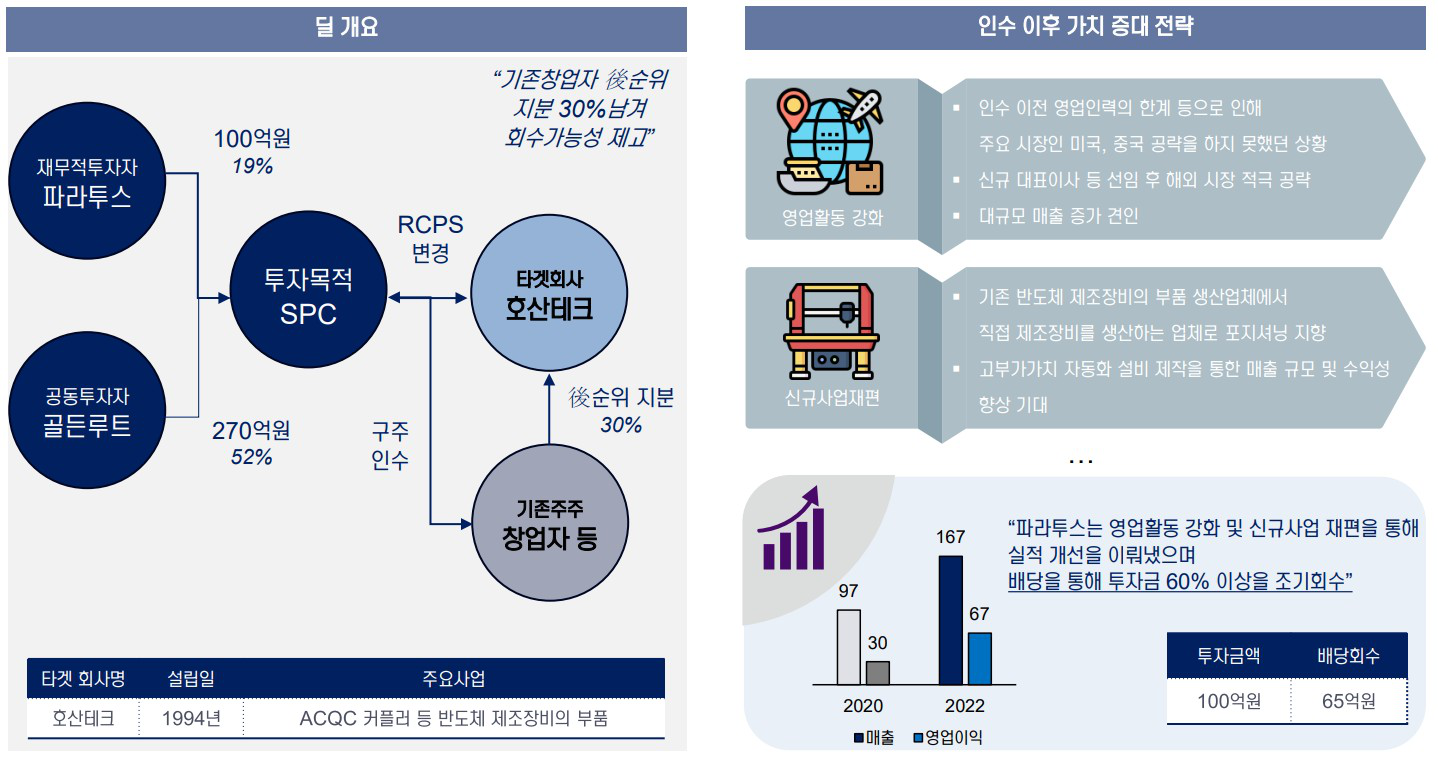 딜 개요
“기존창업자 後순위
지분 30%남겨
회수가능성 제고”
재무적투자자
파라투스
100억원
19%
공동투자자
골든루트
270억원
52%
투자목적
SPC
RCPS
변경
타겟회사
호산테크
구주
인수
後순위 지분
30%
기존주주
창업자 등
타겟 회사명 설립일 주요사업
호산테크 1994년 ACQC 커플러 등 반도체 제조장비의 부품
인수 이후 가치 증대 전략
영업활동 강화
▪ 인수 이전 영업인력의 한계 등으로 인해
주요 시장인 미국, 중국 공략을 하지 못했던 상황
▪ 신규 대표이사 등 선임 후 해외 시장 적극 공략
▪ 대규모 매출 증가 견인
신규사업재편
▪ 기존 반도체 제조장비의 부품 생산업체에서
직접 제조장비를 생산하는 업체로 포지셔닝 지향
▪ 고부가가치 자동화 설비 제작을 통한 매출 규모 및 수익성
향상 기대
...
97
30
167
67
2020 2022
매출 영업이익
“파라투스는 영업활동 강화 및 신규사업 재편을 통해
실적 개선을 이뤄냈으며
배당을 통해 투자금 60% 이상을 조기회수”
투자금액 배당회수
100억원 65억원